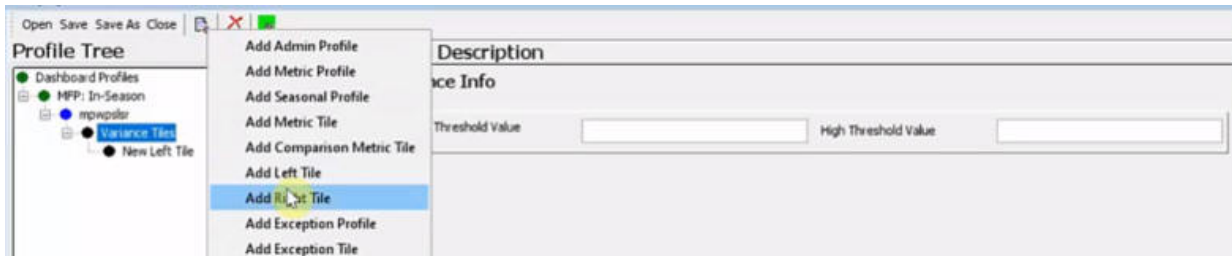 Open Save Save As Close
Profile Tree
Dashboard Profiles
MFP: In-Season
mpwpslsr
Variance Tiles
New Left Tile
Add Admin Profile
Add Metric Profile
Add Seasonal Profile
Add Metric Tile
Add Comparison Metric Tile
Add Left Tile
Add Right Tile
Add Exception Profile
Add Exception Tile
Description
nce Info
Threshold Value
High Threshold Value